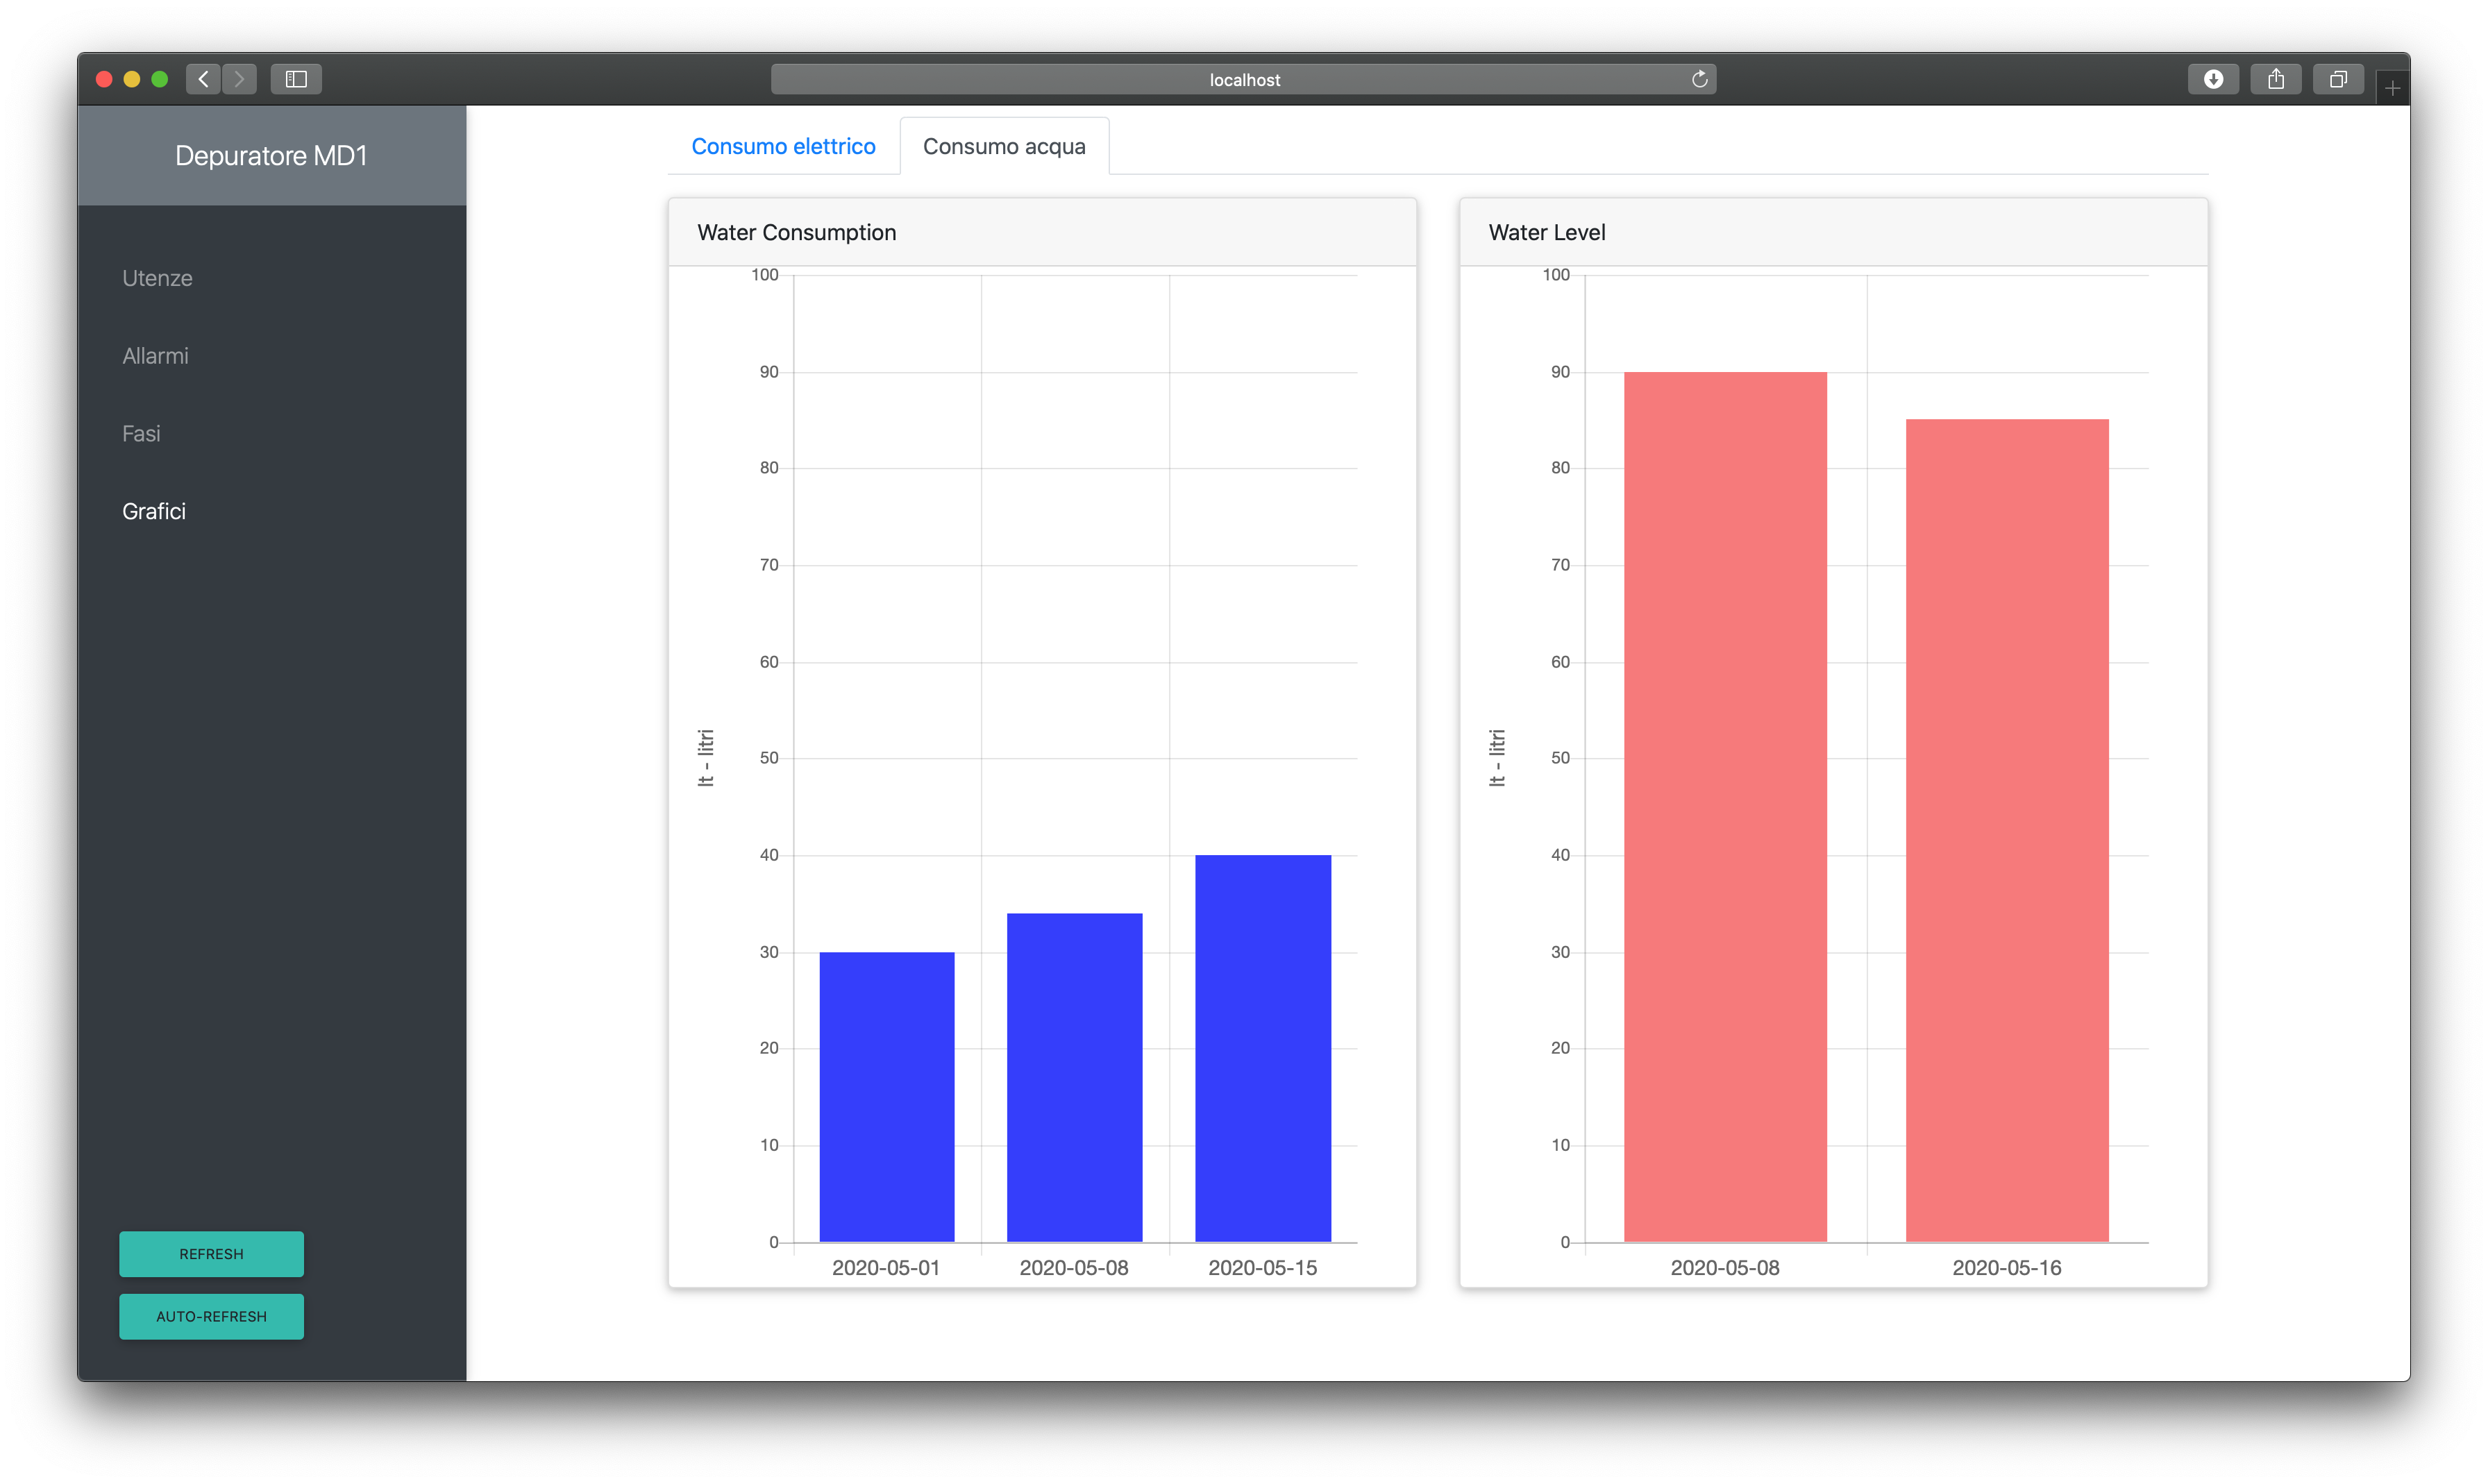 localhost
Depuratore MD1
Utenze
Allarmi
Fasi
Grafici
REFRESH
AUTO-REFRESH
Consumo elettrico
Consumo acqua
Water Consumption
100
90
80
70
60
50
40
30
20
10
0
lt - litri
2020-05-01
2020-05-08
2020-05-15
Water Level
100
90
80
70
60
50
40
30
20
10
0
lt - litri
2020-05-08
2020-05-16